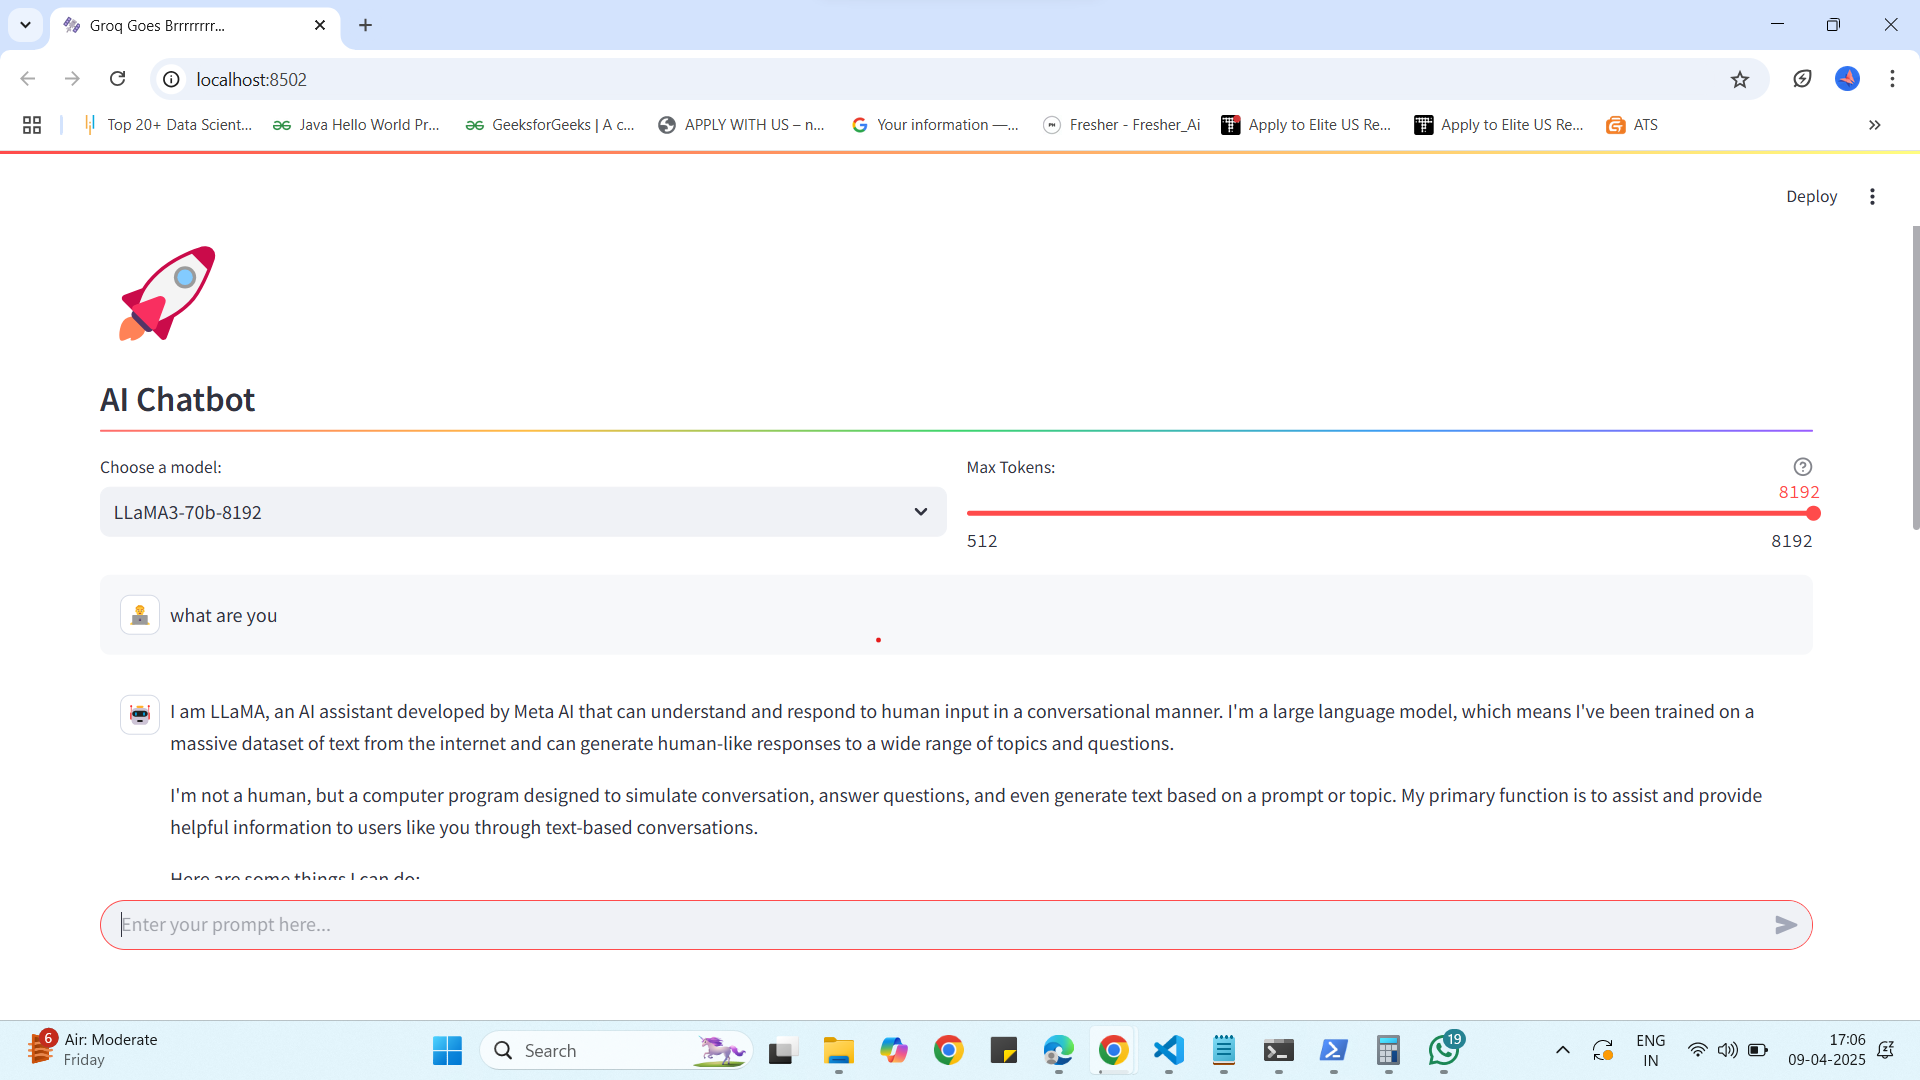 Groq Goes Brrrrrrrr...
localhost:8502
Top 20+ Data Scient...
Java Hello World Pr...
GeeksforGeeks | A c...
APPLY WITH US – n...
Your information —...
Fresher - Fresher_Ai
Apply to Elite US Re...
Apply to Elite US Re...
ATS
Deploy
AI Chatbot
Choose a model:
LLaMA3-70b-8192
Max Tokens:
8192
512
8192
what are you
I am LLaMA, an AI assistant developed by Meta AI that can understand and respond to human input in a conversational manner. I'm a large language model, which means I've been trained on a
massive dataset of text from the internet and can generate human-like responses to a wide range of topics and questions.
I'm not a human, but a computer program designed to simulate conversation, answer questions, and even generate text based on a prompt or topic. My primary function is to assist and provide
helpful information to users like you through text-based conversations.
Here are some things I can do:
Enter your prompt here...
6
Air: Moderate
Friday
Search
19
ENG
IN
17:06
09-04-2025